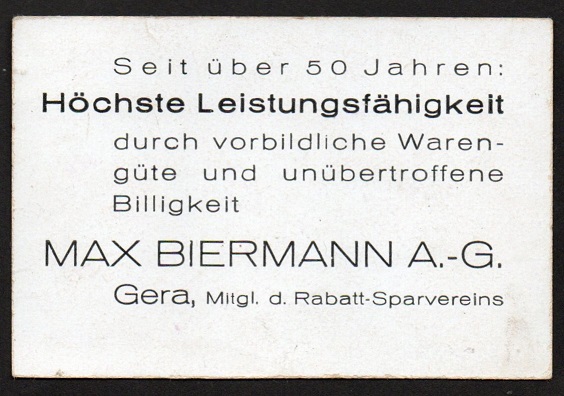 Seit über 50 Jahren:
Höchste Leistungsfähigkeit
durch vorbildliche Waren-
güte und unübertroffene
Billigkeit
MAX BIERMANN A.-G.
Gera, Mitgl. d. Rabatt-Sparvereins